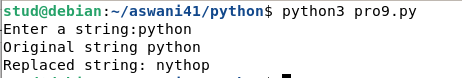 stud@debian:~/aswani41/python$ python3 pro9.py
Enter a string:python
Original string python
Replaced string: nythop